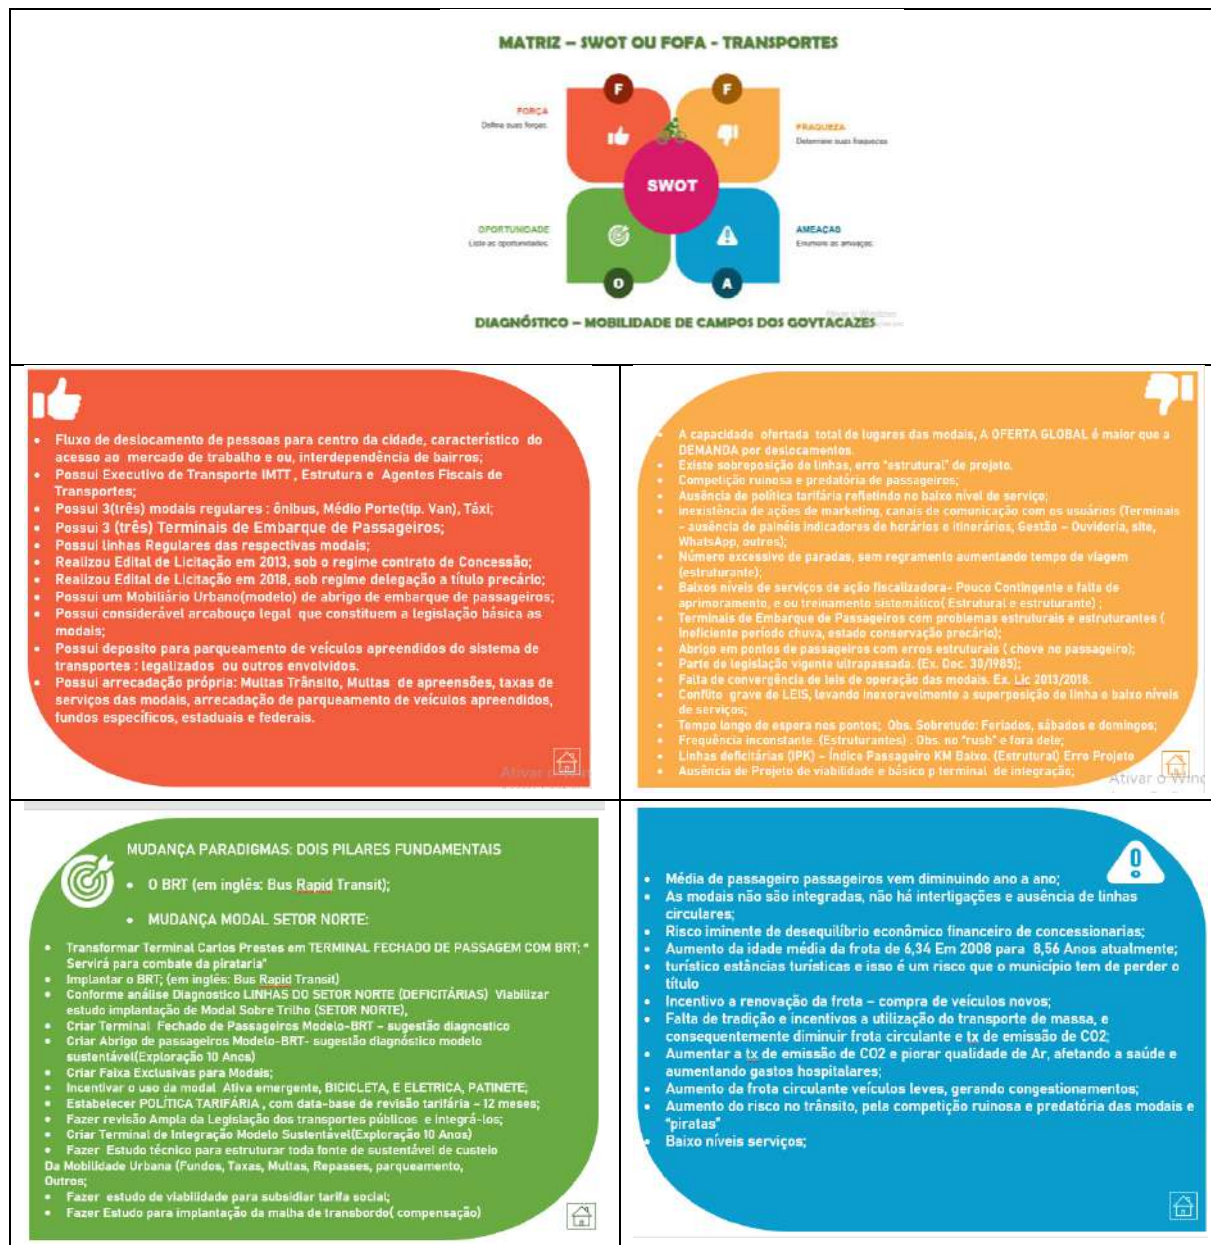 MATRIZ – SWOT OU FOFA - TRANSPORTES
F
F
FORÇA
Defina suas forças.
FRAQUEZA
Determine suas fraquezas
SWOT
OPORTUNIDADE
Liste as oportunidades.
AMEAÇAS
Enumere as ameaças.
O
A
DIAGNÓSTICO – MOBILIDADE DE CAMPOS DOS GOYTACAZES
Ativar o Windows
• Fluxo de deslocamento de pessoas para centro da cidade, característico do
acesso ao mercado de trabalho e ou, interdependência de bairros;
• Possui Executivo de Transporte IMTT , Estrutura e Agentes Fiscais de
Transportes;
• Possui 3(três) modais regulares : ônibus, Médio Porte(tip. Van), Táxi;
• Possui 3 (três) Terminais de Embarque de Passageiros;
• Possui linhas Regulares das respectivas modais;
• Realizou Edital de Licitação em 2013, sob o regime contrato de Concessão;
• Realizou Edital de Licitação em 2018, sob regime delegação a título precário;
• Possui um Mobiliário Urbano(modelo) de abrigo de embarque de passageiros;
• Possui considerável arcabouço legal que constituem a legislação básica as
modais;
• Possui deposito para parqueamento de veículos apreendidos do sistema de
transportes : legalizados ou outros envolvidos.
• Possui arrecadação própria: Multas Trânsito, Multas de apreensões, taxas de
serviços das modais, arrecadação de parqueamento de veículos apreendidos,
fundos específicos, estaduais e federais.
Ativar o Win
• A capacidade ofertada total de lugares das modais, A OFERTA GLOBAL é maior que a
DEMANDA por deslocamentos.
• Existe sobreposição de linhas, erro "estrutural" de projeto.
• Competição ruinosa e predatória de passageiros;
• Ausência de política tarifária refletindo no baixo nível de serviço;
• inexistência de ações de marketing, canais de comunicação com os usuários (Terminais
- ausência de painéis indicadores de horários e itinerários, Gestão – Ouvidoria, site,
WhatsApp, outros);
• Número excessivo de paradas, sem regramento aumentando tempo de viagem
(estruturante);
• Baixos níveis de serviços de ação fiscalizadora- Pouco Contingente e falta de
aprimoramento, e ou treinamento sistomático( Estrutural e estruturante) ;
• Terminais de Embarque de Passageiros com problemas estruturais e estruturantes (
Ineficiente período chuva, estado conservação procário);
• Abrigo em pontos de passageiros com erros estruturais ( chove no passageiro);
• Parte de legislação vigente ultrapassada. (Ex. Dec. 30/1985);
• Falta de convergência de leis de operação das modais. Ex. Lic 2013/2018.
• Conflito grave de LEIS, levando inexoravelmente a superposição de linha e baixo níveis
de serviços;
• Tempo longo de espera nos pontos; Obs. Sobretudo: Feriados, sábados e domingos;
• Frequência inconstante. (Estruturantes) . Obs. no "rush" e fora dele;
• Linhas deficitárias (IPK) – Índice Passageiro KM Baixo. (Estrutural) Erro Projeto
• Ausência de Projeto de viabilidade e básico p terminal de integração;
Ativar o Wind
MUDANÇA PARADIGMAS: DOIS PILARES FUNDAMENTAIS
• O BRT (em inglês: Bus Rapid Transit);
• MUDANÇA MODAL SETOR NORTE:
• Transformar Terminal Carlos Prestes em TERMINAL FECHADO DE PASSAGEM COM BRT; "
Servirá para combate da pirataria"
• Implantar o BRT; (em inglês: Bus Rapid Transit)
• Conforme análise Diagnostico LINHAS DO SETOR NORTE (DEFICITÁRIAS) Viabilizar
estudo implantação de Modal Sobre Trilho (SETOR NORTE),
• Criar Terminal Fechado de Passageiros Modelo-BRT – sugestão diagnostico
• Criar Abrigo de passageiros Modelo-BRT- sugestão diagnóstico modelo
sustentável(Exploração 10 Anos)
• Criar Faixa Exclusivas para Modais;
• Incentivar o uso da modal Ativa emergente, BICICLETA, E ELETRICA, PATINETE;
• Estabelecer POLÍTICA TARIFÁRIA , com data-base de revisão tarifária – 12 meses;
• Fazer revisão Ampla da Legislação dos transportes públicos e integrá-los;
• Criar Terminal de Integração Modelo Sustentável(Exploração 10 Anos)
• Fazer Estudo técnico para estruturar toda fonte de sustentável de custeio
Da Mobilidade Urbana (Fundos, Taxas, Multas, Repasses, parqueamento,
Outros;
• Fazer estudo de viabilidade para subsidiar tarifa social;
• Fazer Estudo para implantação da malha de transbordo( compensação)
• Média de passageiro passageiros vem diminuindo ano a ano;
• As modais não são integradas, não há interligações e ausência de linhas
circulares;
• Risco iminente de desequilíbrio econômico financeiro de concessionarias;
• Aumento da idade média da frota de 6,34 Em 2008 para 8,56 Anos atualmente;
• turístico estâncias turísticas e isso é um risco que o município tem de perder o
título
• Incentivo a renovação da frota – compra de veículos novos;
• Falta de tradição e incentivos a utilização do transporte de massa, e
consequentemente diminuir frota circulante e tx de emissão de CO2;
• Aumentar a tx de emissão de CO2 e piorar qualidade de Ar, afetando a saúde e
aumentando gastos hospitalares;
• Aumento da frota circulante veículos leves, gerando congestionamentos;
• Aumento do risco no trânsito, pela competição ruinosa e predatória das modais e
"piratas"
• Baixo níveis serviços;